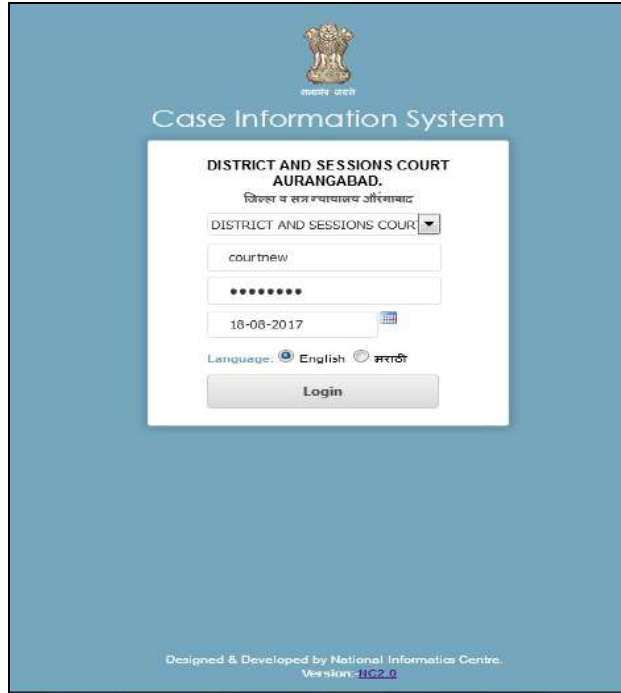 सत्यमेव जयते
Case Information System
DISTRICT AND SESSIONS COURT
AURANGABAD.
जिल्हा व सत्र न्यायालय औरंगाबाद
DISTRICT AND SESSIONS COUR
courtnew
••••••••
18-08-2017
Language: English मराठी
Login
Designed & Developed by National Informatics Centre.
Version:-NC2.0